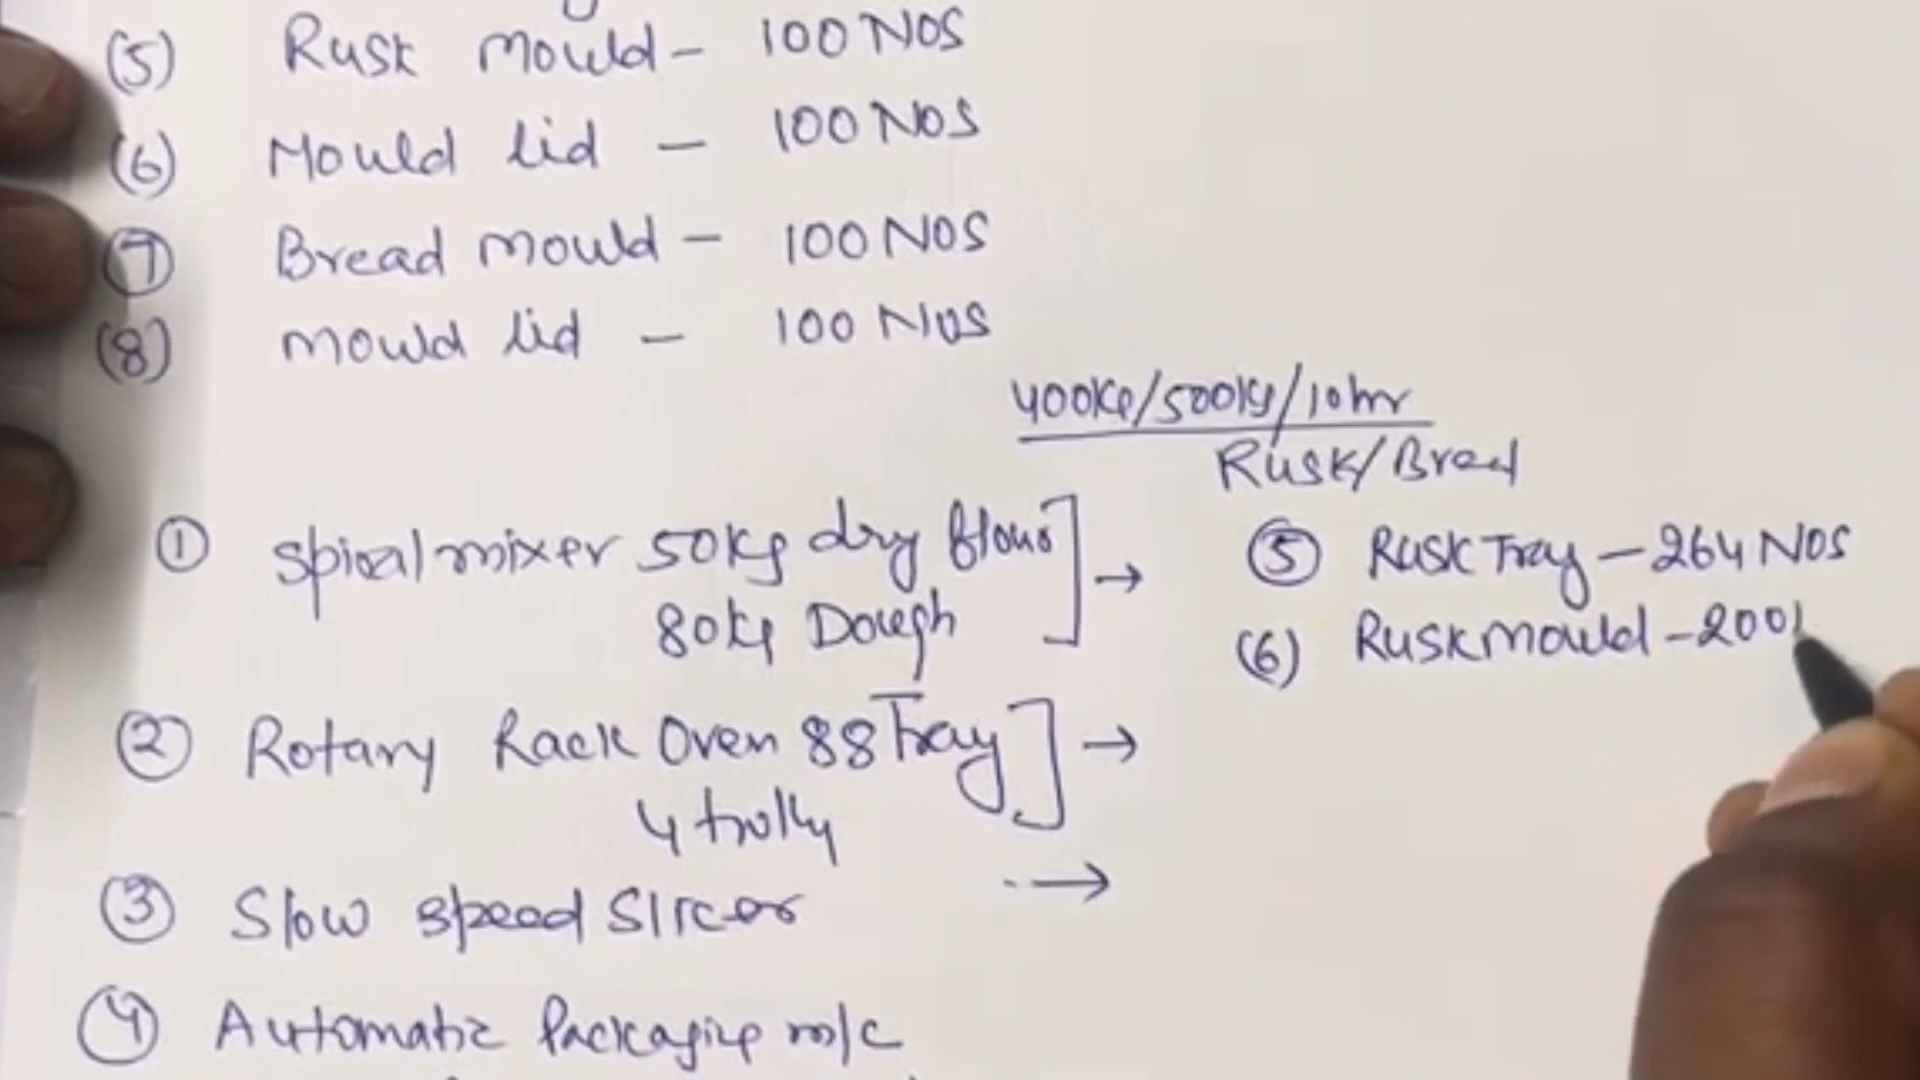 (5) Rusk Mould - 100 NOS
(6) Mould lid - 100 NOS
(7) Bread mould - 100 NOS
(8) mould lid - 100 NOS
400Kg/500Kg/10hr
Rusk/Bread
(1) Spiral mixer 50Kg dry flour] →
80Kg Dough
(5) Rusk Tray - 264 NOS
(6) Rusk mould - 200
(2) Rotary Rack Oven 88 Tray] →
4 trolly
→
(3) Slow speed Slicer
(4) Automatic Packaging m/c